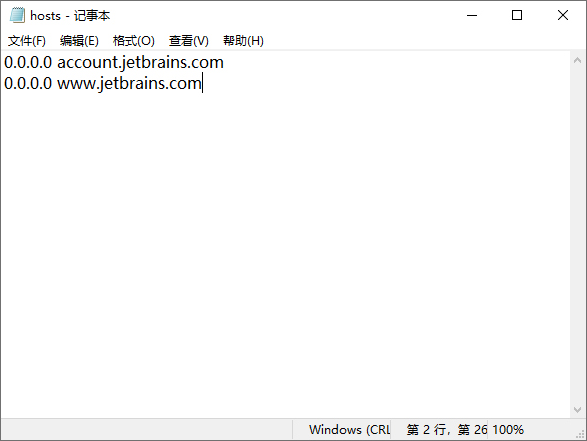 hosts - 记事本
文件(F) 编辑(E) 格式(O) 查看(V) 帮助(H)
0.0.0.0 account.jetbrains.com
0.0.0.0 www.jetbrains.com
Windows (CRL 第 2 行，第 26 100%